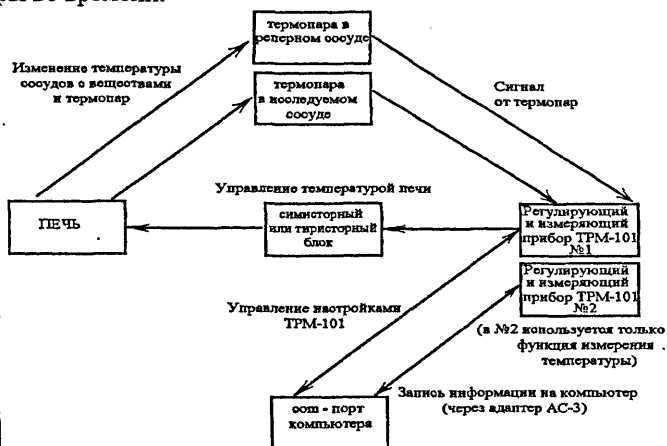 термопара в
реперном сосуде
Изменение температуры
сосудов с веществами
и термопар
термопара
в исследуемом
сосуде
Сигнал
от термопар
Управление температурой печи
ПЕЧЬ
симисторный
или тиристорный
блок
Регулирующий
и измеряющий
прибор ТРМ-101
№1
Регулирующий
и измеряющий
прибор ТРМ-101
№2
Управление настройками
ТРМ-101
(в №2 используется только
функция измерения
температуры)
Запись информации на компьютер
(через адаптер АС-3)
com - порт
компьютера